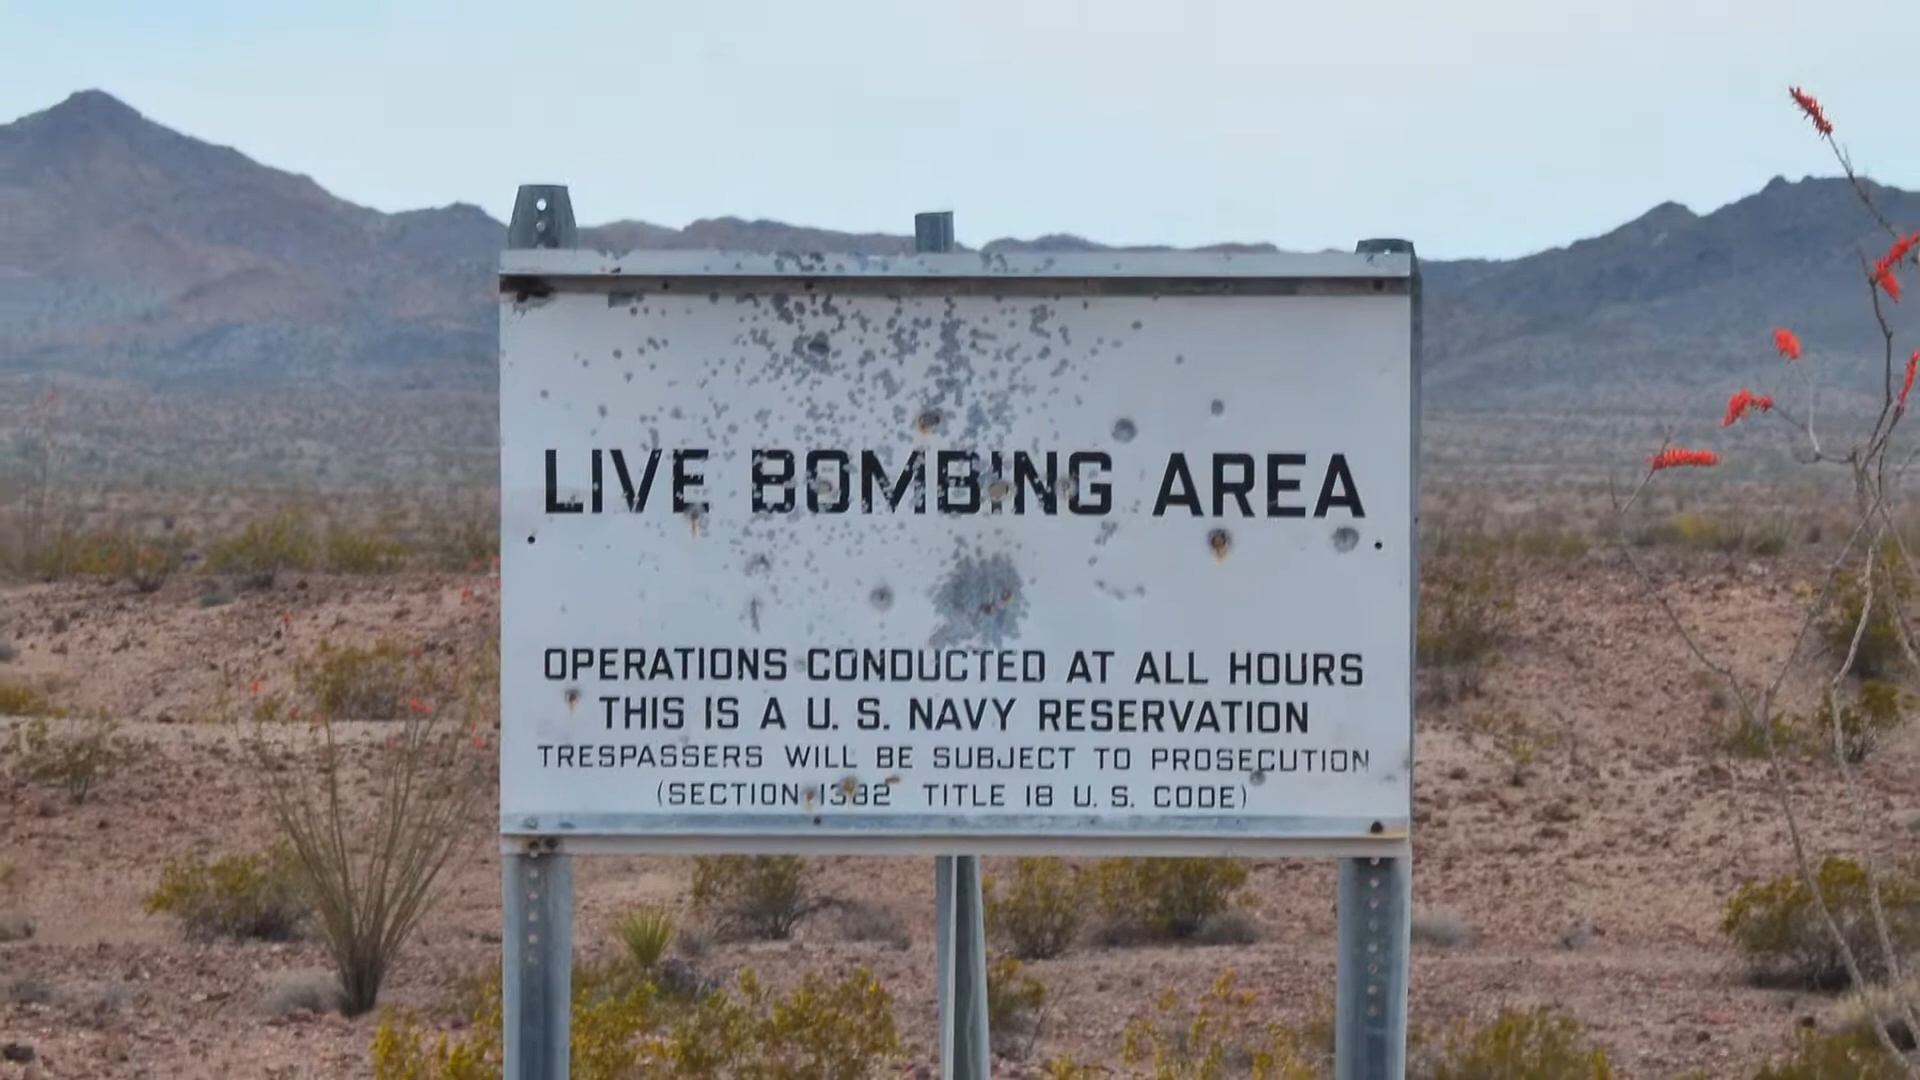 LIVE BOMBING AREA
OPERATIONS CONDUCTED AT ALL HOURS
THIS IS A U. S. NAVY RESERVATION
TRESPASSERS WILL BE SUBJECT TO PROSECUTION
(SECTION 1382 TITLE 18 U. S. CODE)